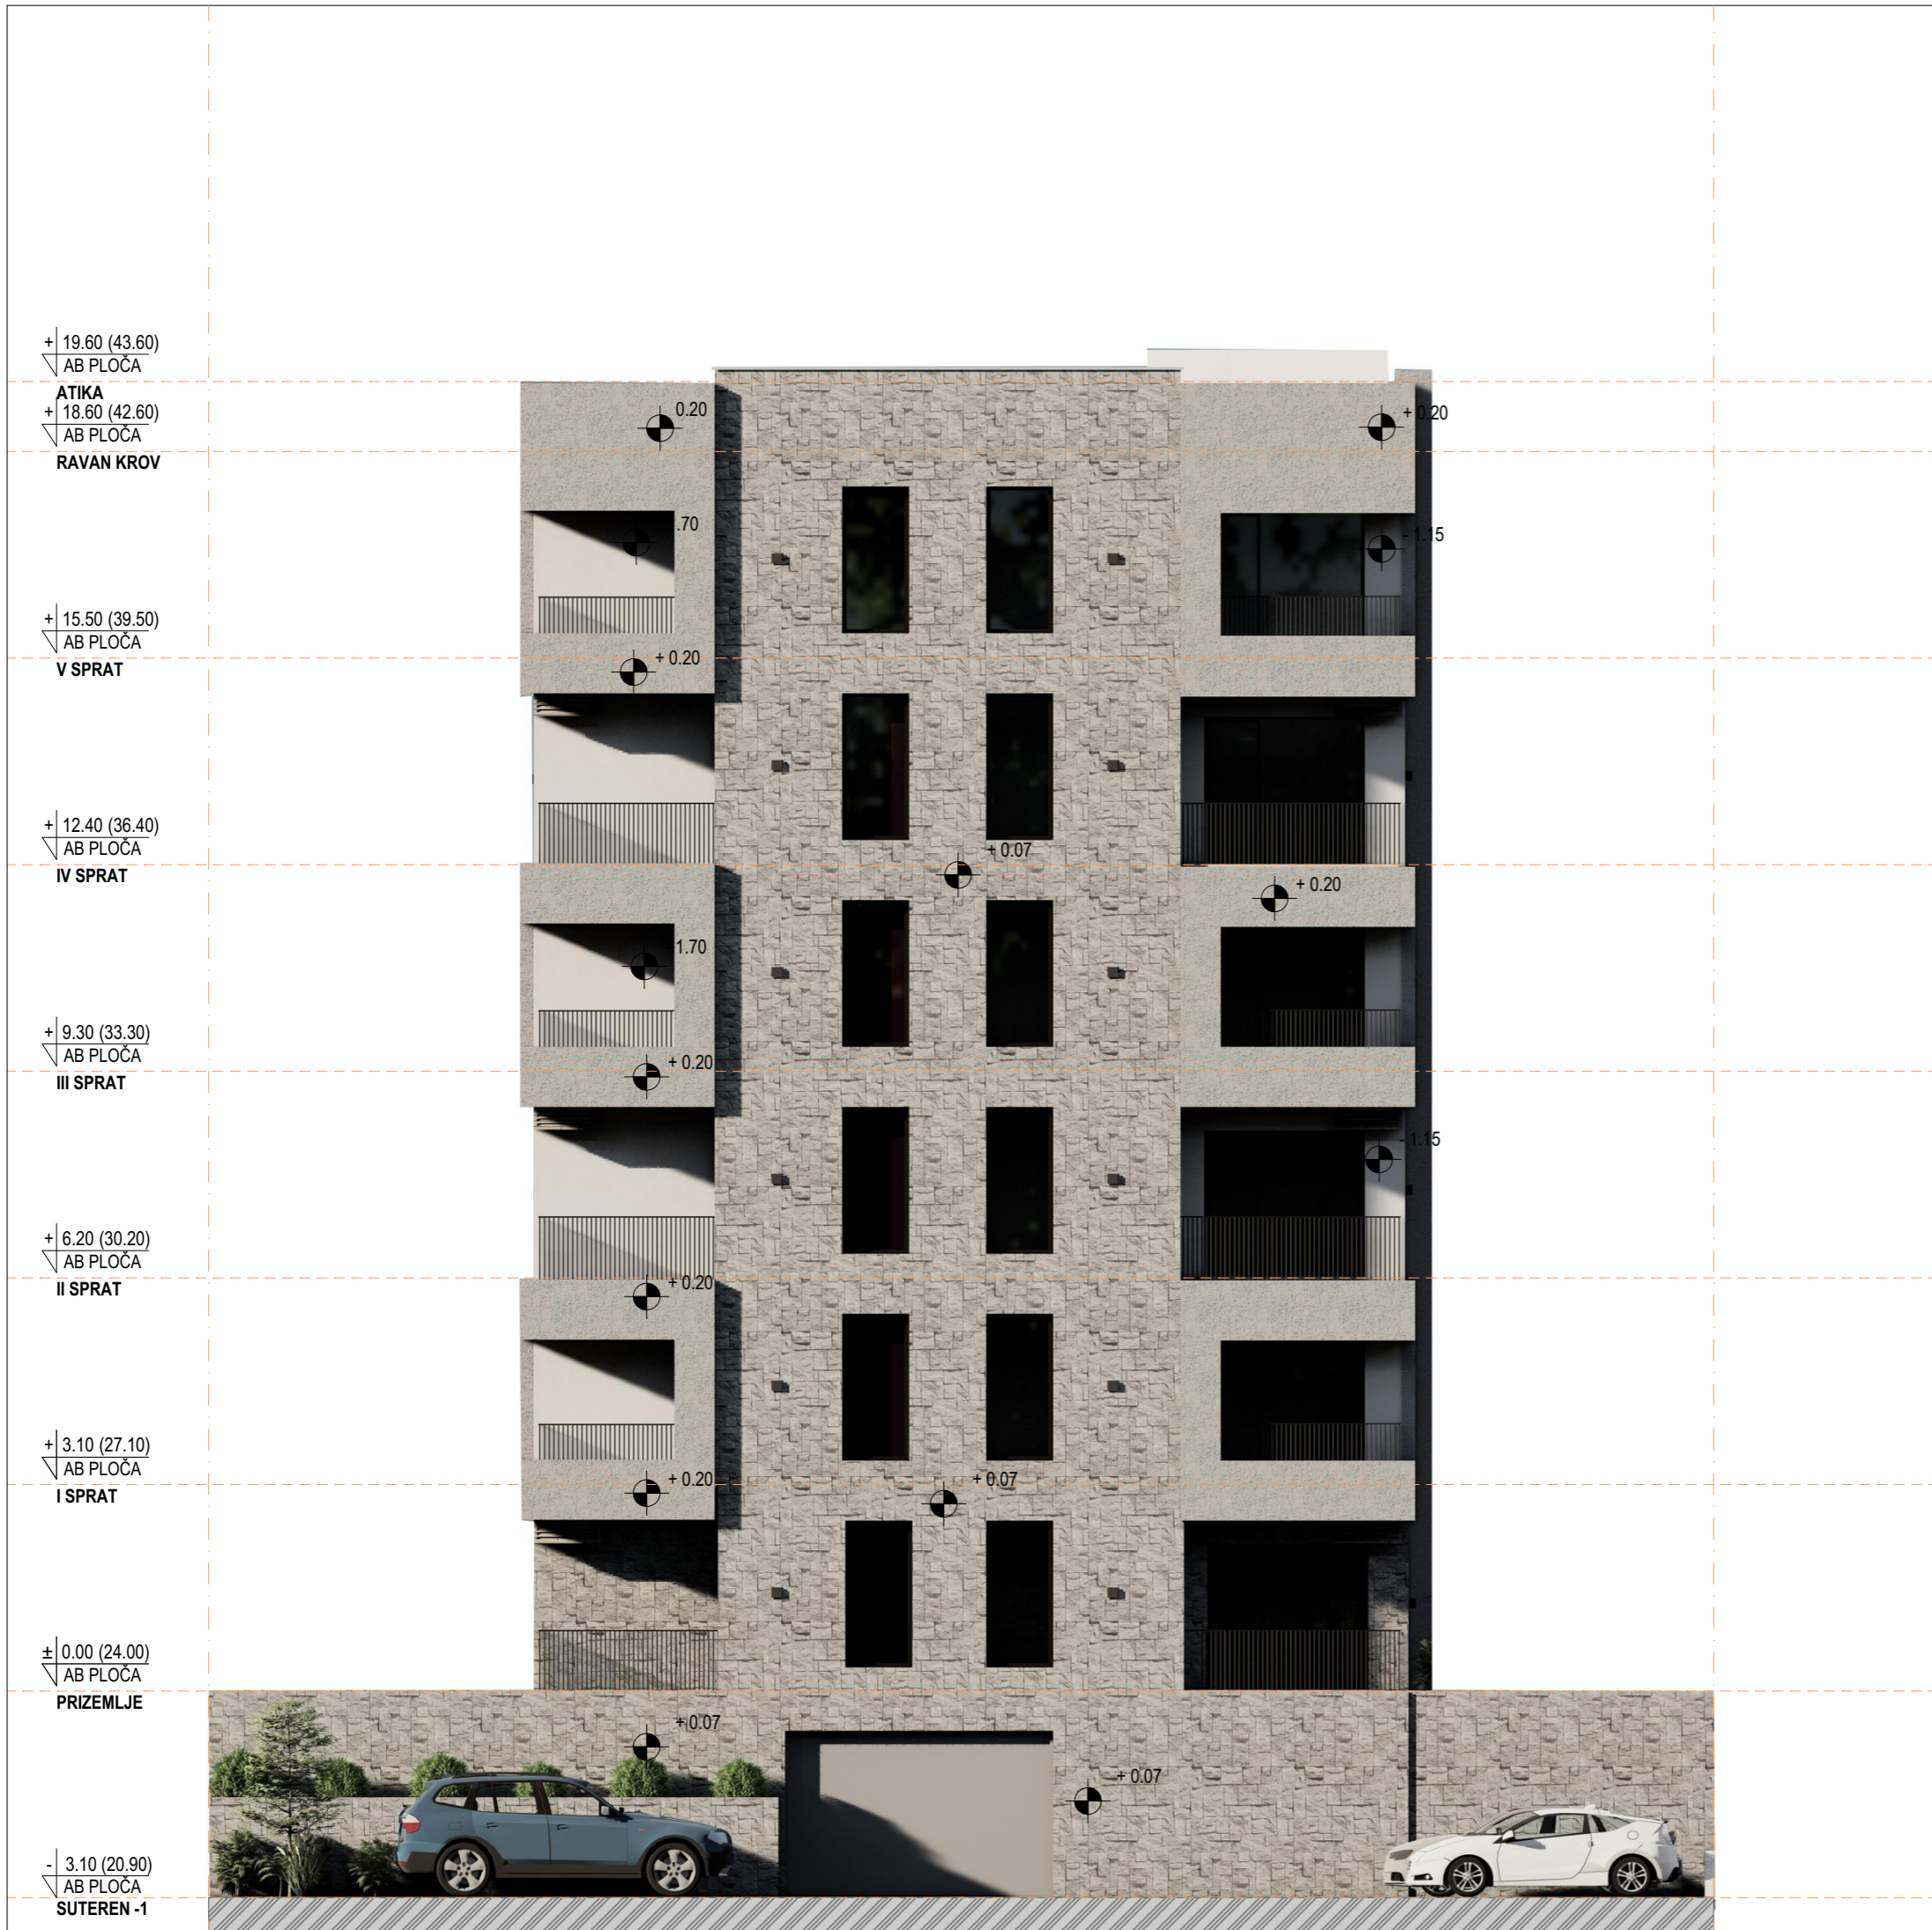 + 19.60 (43.60)
AB PLOČA
ATIKA
+ 18.60 (42.60)
AB PLOČA
RAVAN KROV
0.20
+ 0.20
.70
- 1.15
+ 15.50 (39.50)
AB PLOČA
V SPRAT
+ 0.20
+ 12.40 (36.40)
AB PLOČA
IV SPRAT
+ 0.07
+ 0.20
1.70
+ 9.30 (33.30)
AB PLOČA
III SPRAT
+ 0.20
- 1.15
+ 6.20 (30.20)
AB PLOČA
II SPRAT
+ 0.20
+ 3.10 (27.10)
AB PLOČA
I SPRAT
+ 0.20
+ 0.07
± 0.00 (24.00)
AB PLOČA
PRIZEMLJE
+ 0.07
+ 0.07
- 3.10 (20.90)
AB PLOČA
SUTEREN -1